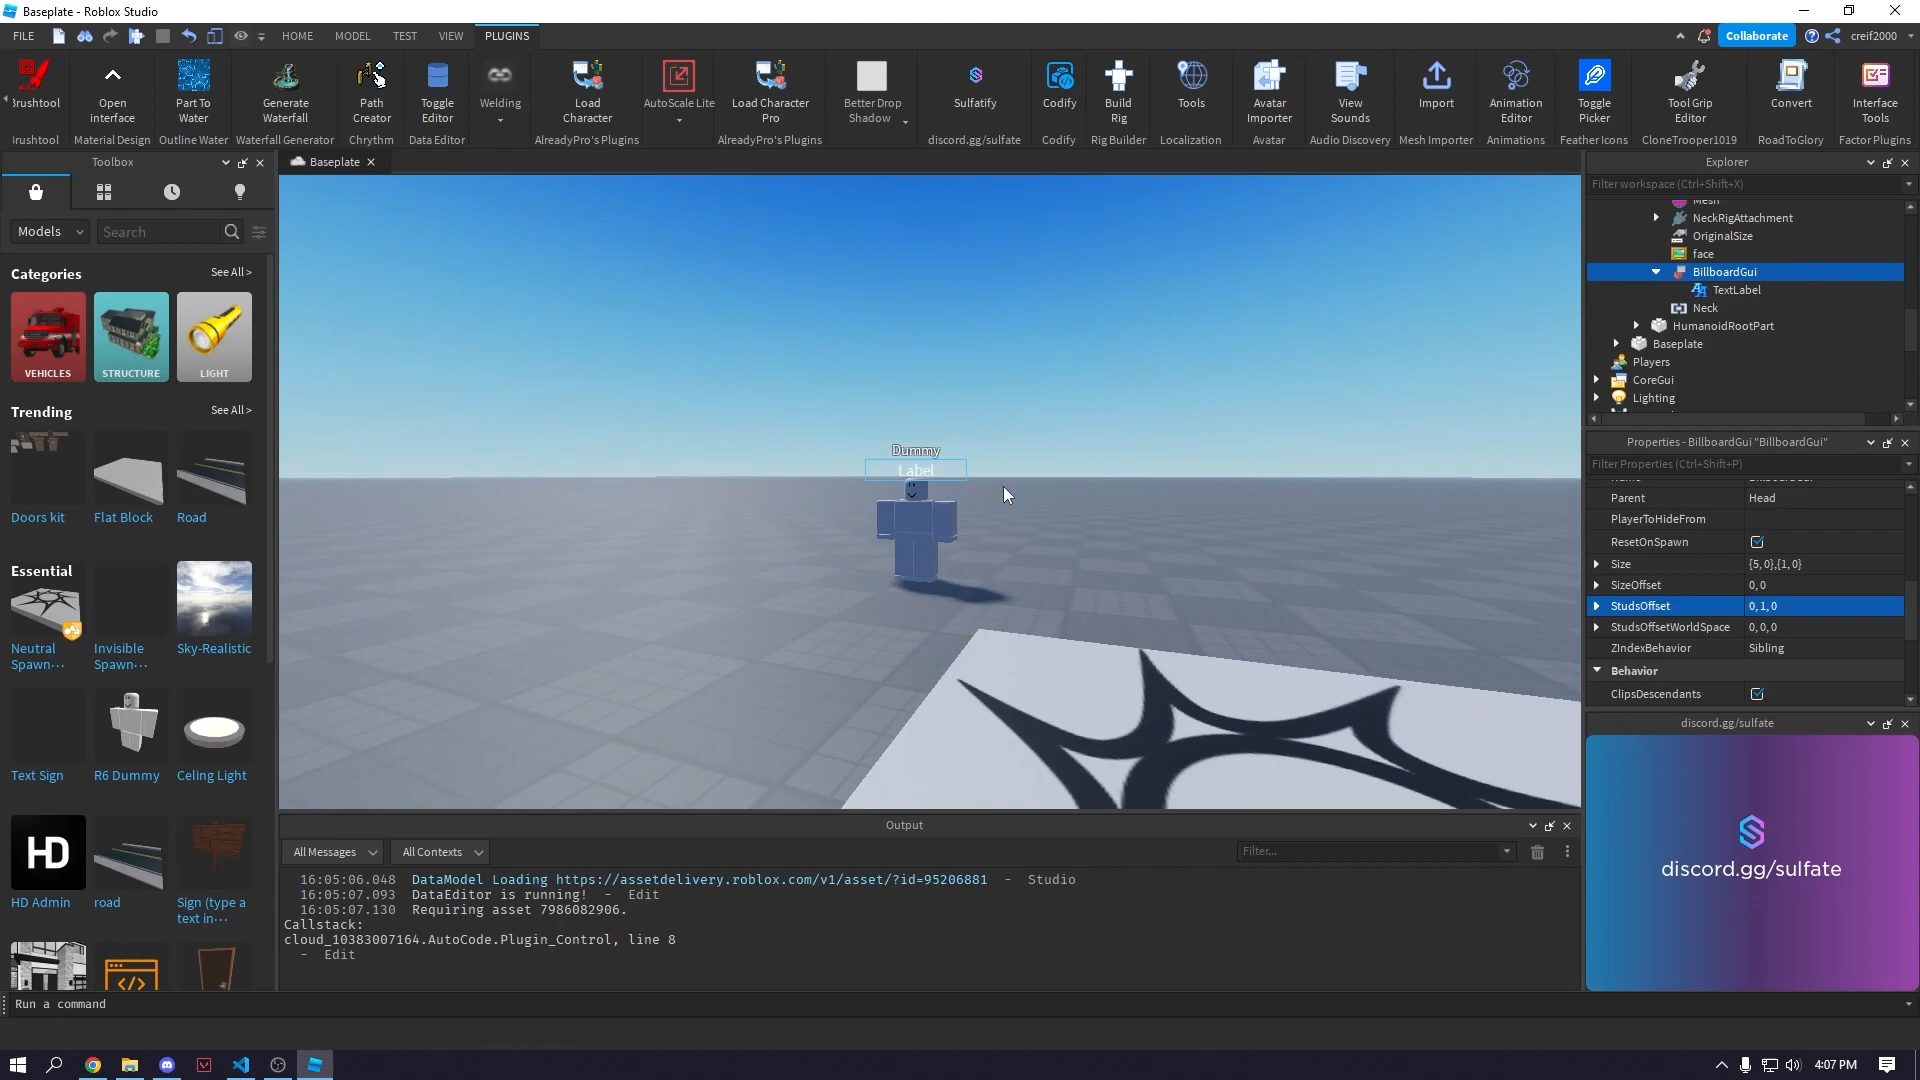 Baseplate - Roblox Studio
FILE
HOME
MODEL
TEST
VIEW
PLUGINS
Collaborate
creif2000
Brushtool
Open
interface
Part To
Water
Generate
Waterfall
Path
Creator
Toggle
Editor
Welding
Load
Character
AutoScale Lite
Load Character
Pro
Better Drop
Shadow
Sulfatify
Codify
Build
Rig
Tools
Avatar
Importer
View
Sounds
Import
Animation
Editor
Toggle
Picker
Tool Grip
Editor
Convert
Interface
Tools
Brushtool
Material Design
Outline Water
Waterfall Generator
Chrythm
Data Editor
AlreadyPro's Plugins
AlreadyPro's Plugins
discord.gg/sulfate
Codify
Rig Builder
Localization
Avatar
Audio Discovery
Mesh Importer
Animations
Feather Icons
CloneTrooper1019
RoadToGlory
Factor Plugins
Toolbox
Models
Search
Categories
See All >
VEHICLES
STRUCTURE
LIGHT
Trending
See All >
Doors kit
Flat Block
Road
Essential
Neutral
Spawn...
Invisible
Spawn...
Sky-Realistic
Text Sign
R6 Dummy
Celing Light
HD
HD Admin
road
Sign (type a
text in...
Baseplate
Dummy
Label
Output
All Messages
All Contexts
Filter...
16:05:06.048 DataModel Loading https://assetdelivery.roblox.com/v1/asset/?id=95206881 - Studio
16:05:07.093 DataEditor is running! - Edit
16:05:07.130 Requiring asset 7986082906.
Callstack:
cloud_10383007164.AutoCode.Plugin_Control, line 8
- Edit
Explorer
Filter workspace (Ctrl+Shift+X)
Mesh
NeckRigAttachment
OriginalSize
face
BillboardGui
TextLabel
Neck
HumanoidRootPart
Baseplate
Players
CoreGui
Lighting
Properties - BillboardGui "BillboardGui"
Filter Properties (Ctrl+Shift+P)
Parent Head
PlayerToHideFrom
ResetOnSpawn
Size {5, 0},{1, 0}
SizeOffset 0, 0
StudsOffset 0, 1, 0
StudsOffsetWorldSpace 0, 0, 0
ZIndexBehavior Sibling
Behavior
ClipsDescendants
discord.gg/sulfate
discord.gg/sulfate
Run a command
4:07 PM